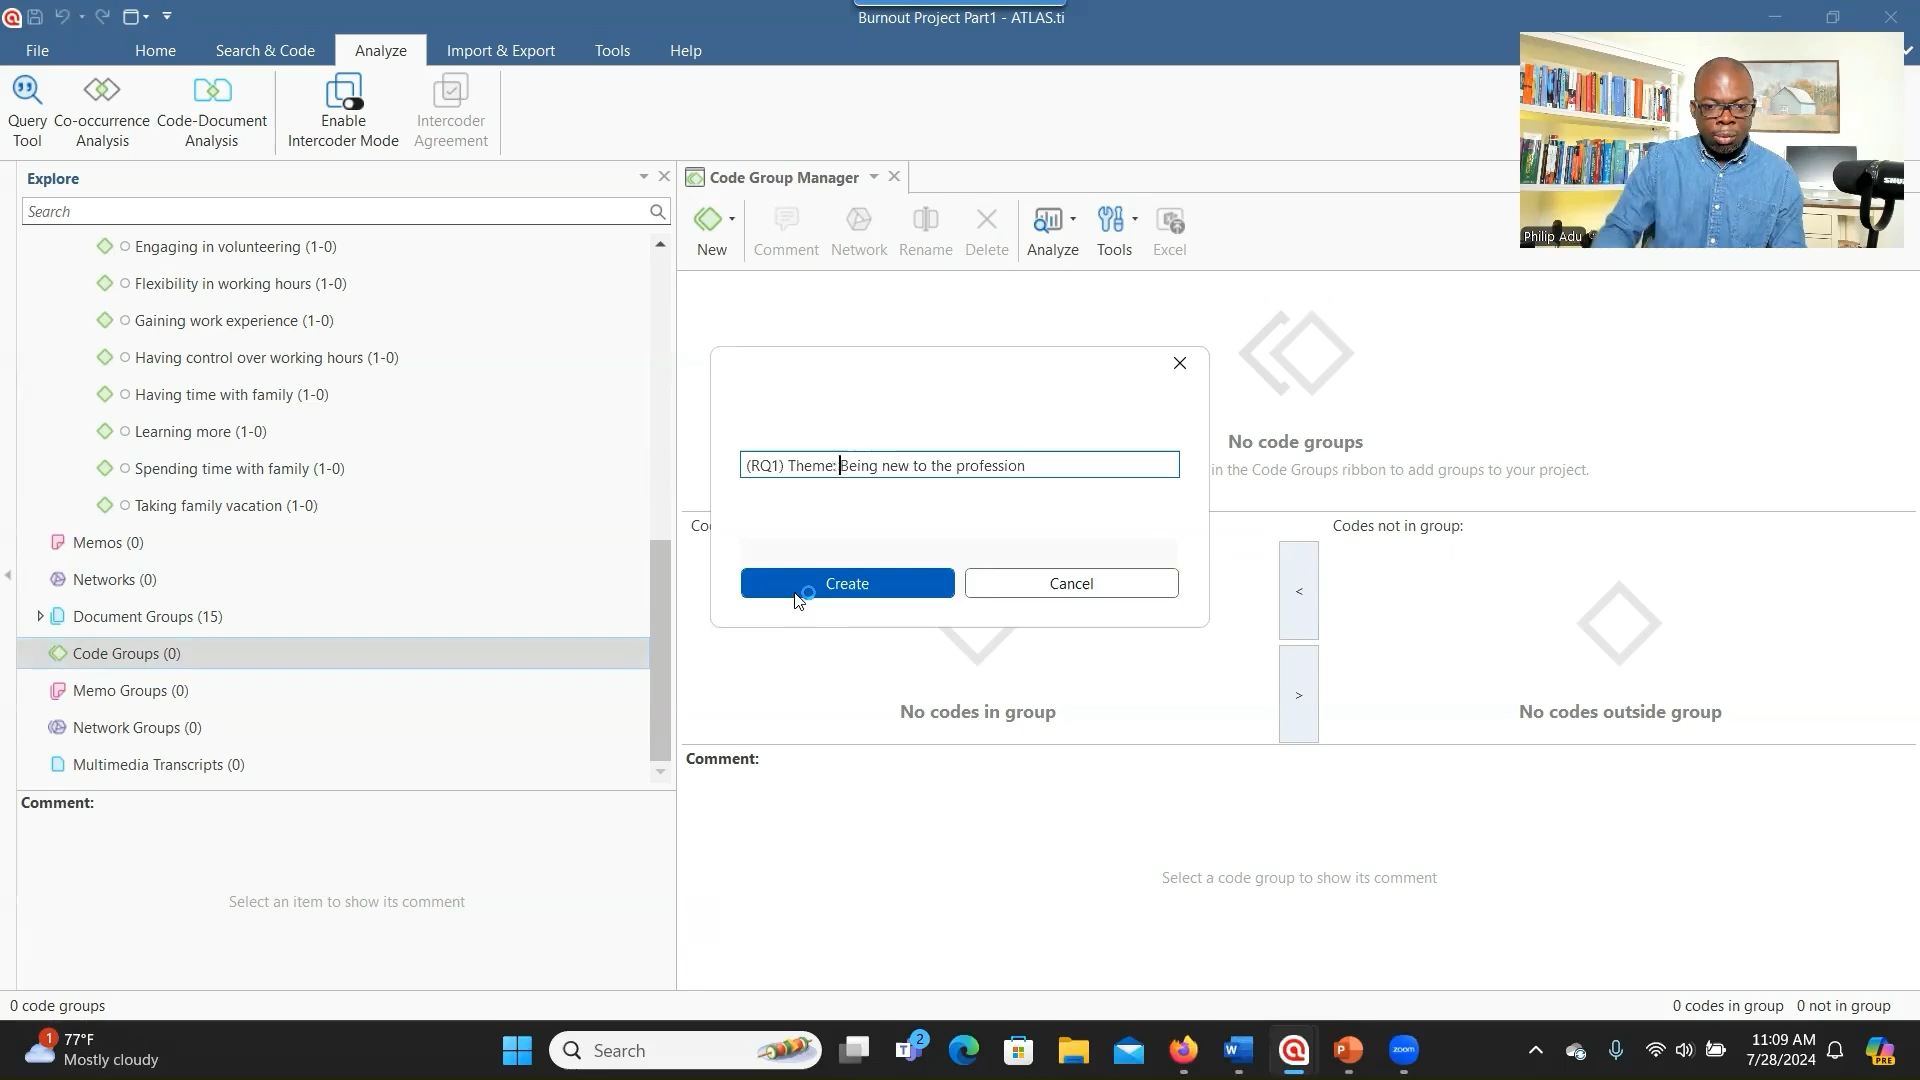 Burnout Project Part1 - ATLAS.ti
File Home Search & Code Analyze Import & Export Tools Help
Query Tool
Co-occurrence Analysis
Code-Document Analysis
Enable Intercoder Mode
Intercoder Agreement
Philip Adu
Explore
Search
Engaging in volunteering (1-0)
Flexibility in working hours (1-0)
Gaining work experience (1-0)
Having control over working hours (1-0)
Having time with family (1-0)
Learning more (1-0)
Spending time with family (1-0)
Taking family vacation (1-0)
Memos (0)
Networks (0)
Document Groups (15)
Code Groups (0)
Memo Groups (0)
Network Groups (0)
Multimedia Transcripts (0)
Comment:
Select an item to show its comment
Code Group Manager
New Comment Network Rename Delete Analyze Tools Excel
No code groups
in the Code Groups ribbon to add groups to your project.
(RQ1) Theme: Being new to the profession
Create Cancel
Co
Codes not in group:
<
>
No codes in group
No codes outside group
Comment:
Select a code group to show its comment
0 code groups
0 codes in group 0 not in group
1
77°F
Mostly cloudy
Search
2
W
P
zoom
11:09 AM
7/28/2024
PRE